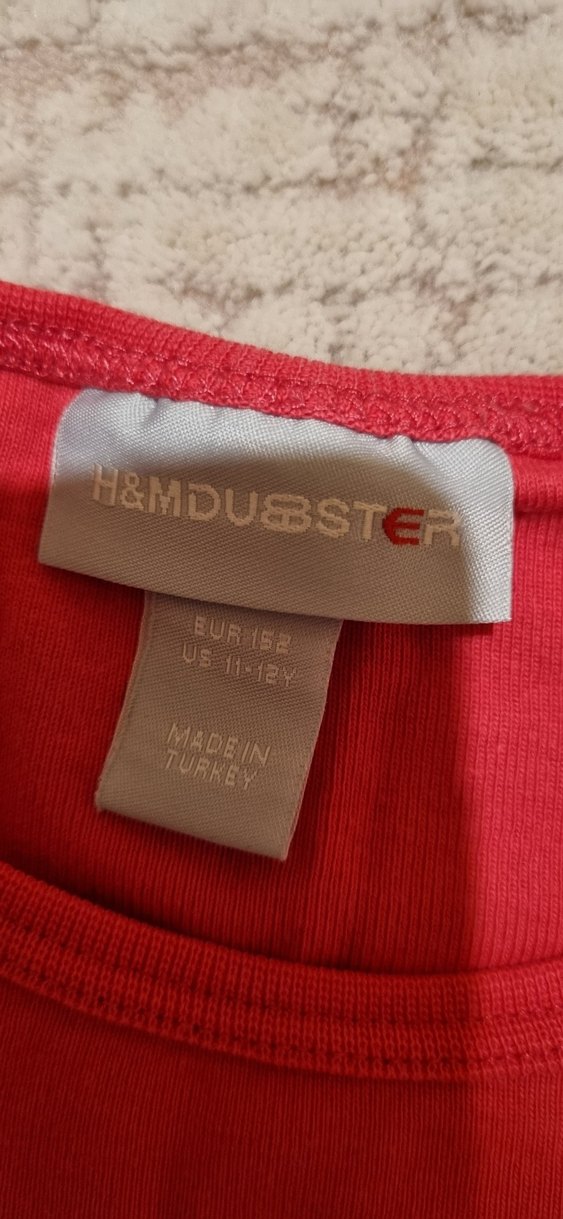 H&MDUBBSTER
EUR 152
US 11-12Y
MADE IN
TURKEY